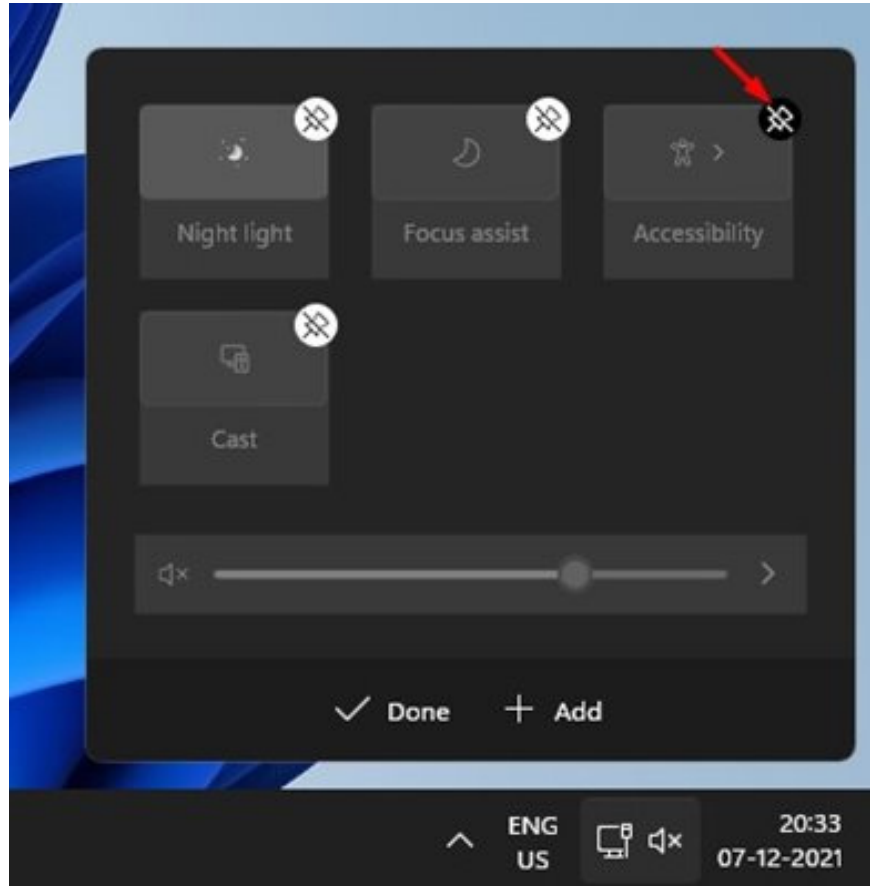 Night light
Focus assist
Accessibility
Cast
Done
Add
ENG
US
20:33
07-12-2021